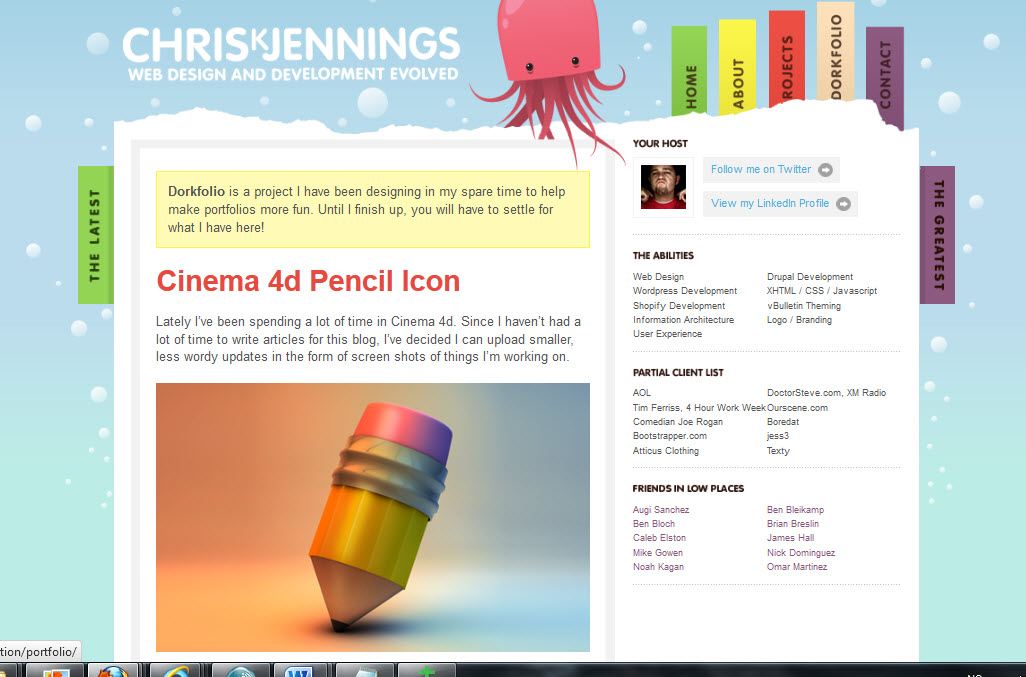 CHRISKJENNINGS
WEB DESIGN AND DEVELOPMENT EVOLVED
HOME
ABOUT
ROJECTS
DORKFOLIO
CONTACT
THE LATEST
THE GREATEST
Dorkfolio is a project I have been designing in my spare time to help
make portfolios more fun. Until I finish up, you will have to settle for
what I have here!
Cinema 4d Pencil Icon
Lately I've been spending a lot of time in Cinema 4d. Since I haven't had a
lot of time to write articles for this blog, I've decided I can upload smaller,
less wordy updates in the form of screen shots of things I'm working on.
YOUR HOST
Follow me on Twitter
View my LinkedIn Profile
THE ABILITIES
Web Design Drupal Development
Wordpress Development XHTML / CSS / Javascript
Shopify Development vBulletin Theming
Information Architecture Logo / Branding
User Experience
PARTIAL CLIENT LIST
AOL DoctorSteve.com, XM Radio
Tim Ferriss, 4 Hour Work Week Ourscene.com
Comedian Joe Rogan Boredat
Bootstrapper.com jess3
Atticus Clothing Texty
FRIENDS IN LOW PLACES
Augi Sanchez Ben Bleikamp
Ben Bloch Brian Breslin
Caleb Elston James Hall
Mike Gowen Nick Dominguez
Noah Kagan Omar Martinez
tion/portfolio/